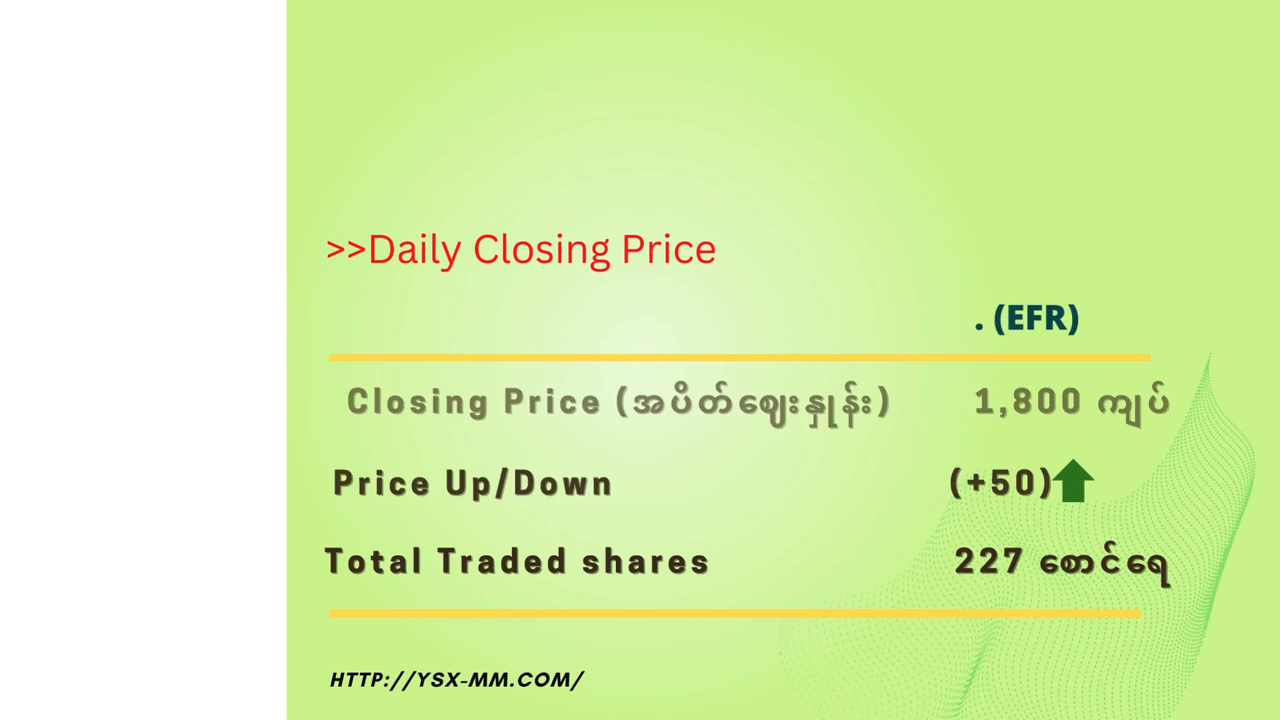 >>Daily Closing Price
. (EFR)
Closing Price (အပိတ်ဈေးနှုန်း) 1,800 ကျပ်
Price Up/Down (+50)
Total Traded shares 227 စောင်ရေ
HTTP://YSX-MM.COM/